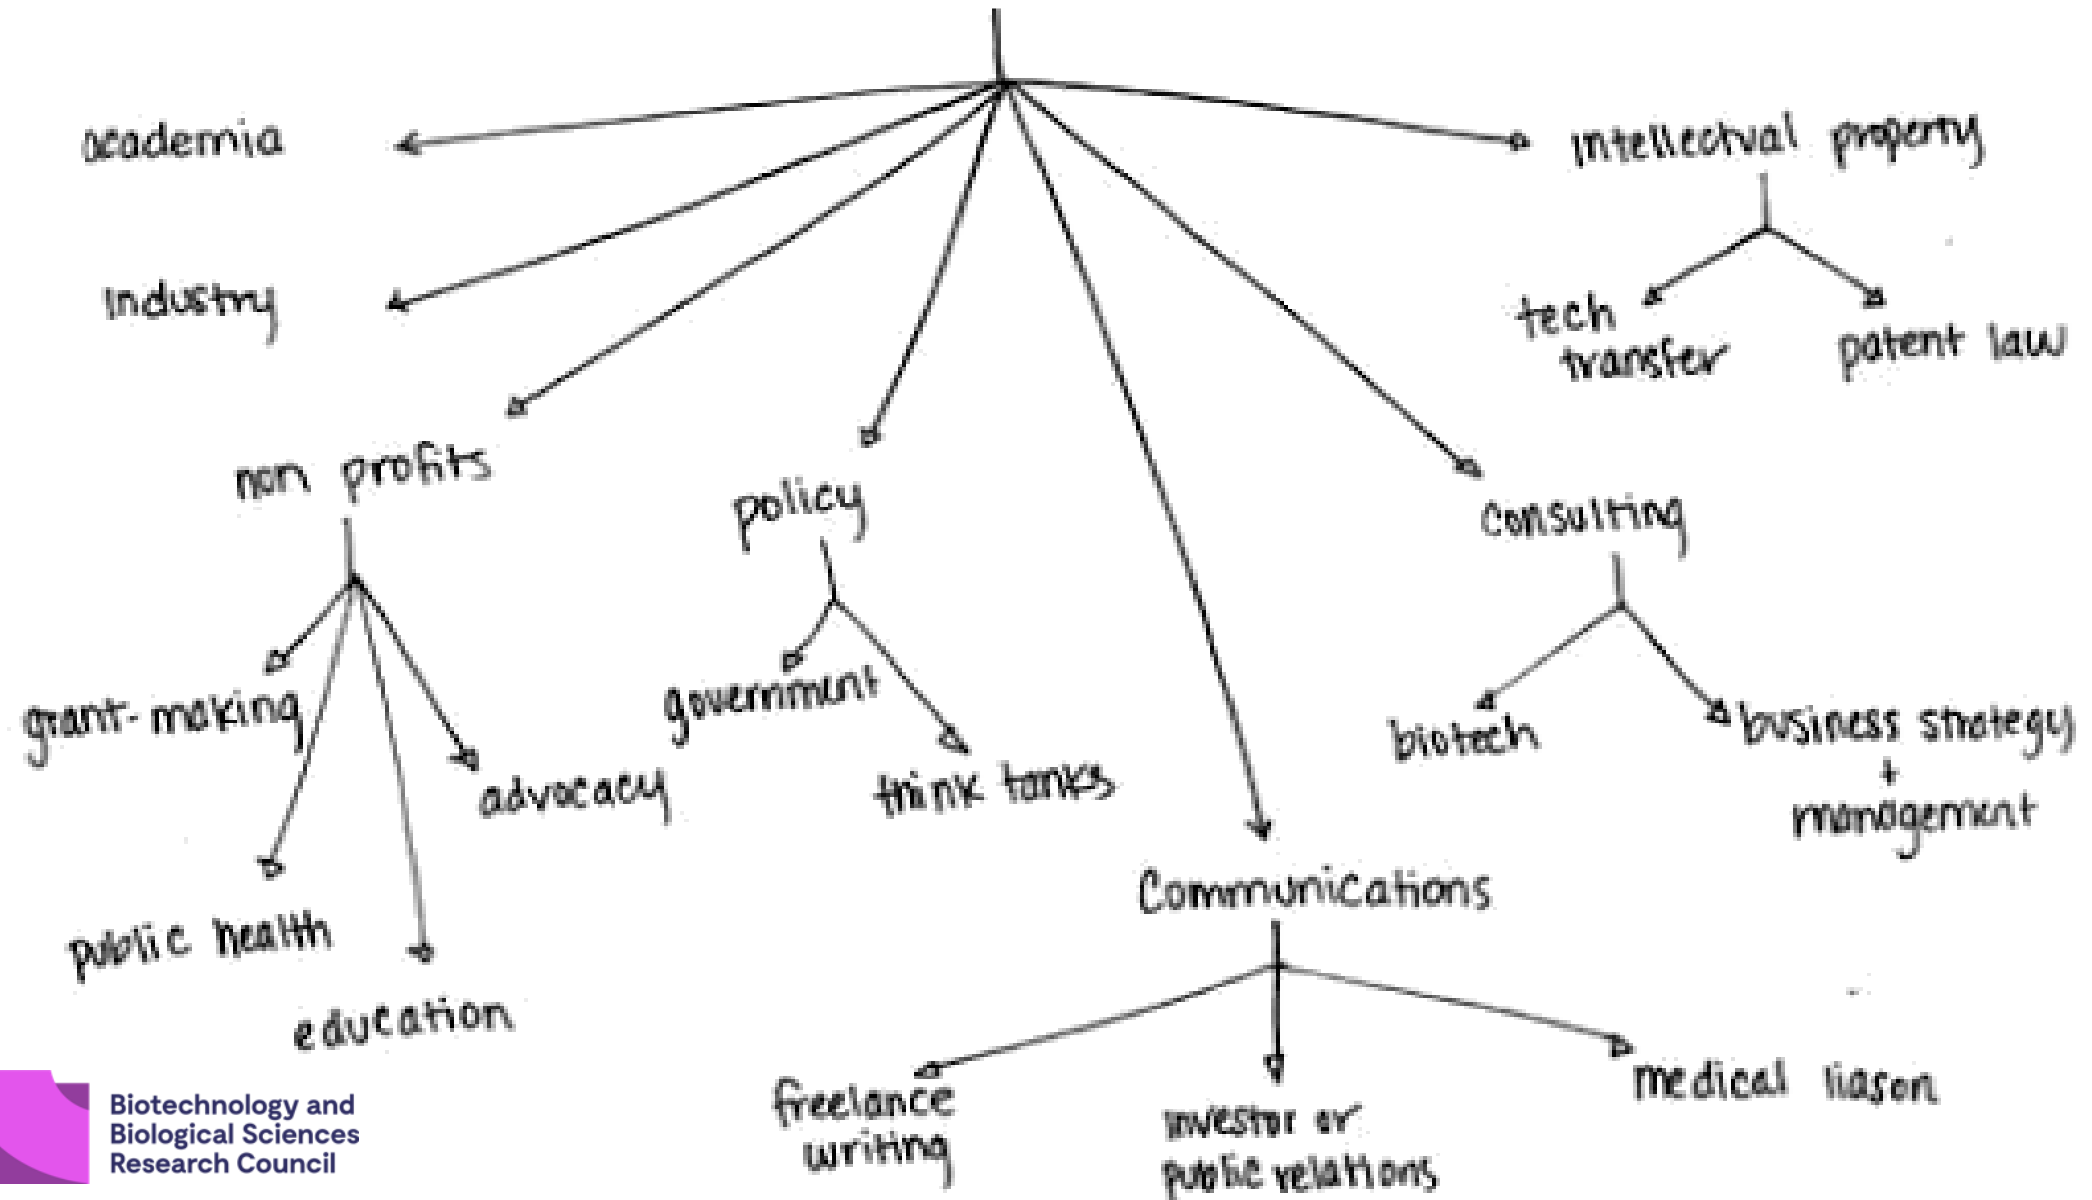 academia
intellectual property
industry
tech
transfer
patent law
non profits
policy
consulting
grant-making
government
advocacy
think tanks
biotech
business strategy
+
management
public health
education
Communications
freelance
writing
investor or
public relations
medical liason
Biotechnology and
Biological Sciences
Research Council